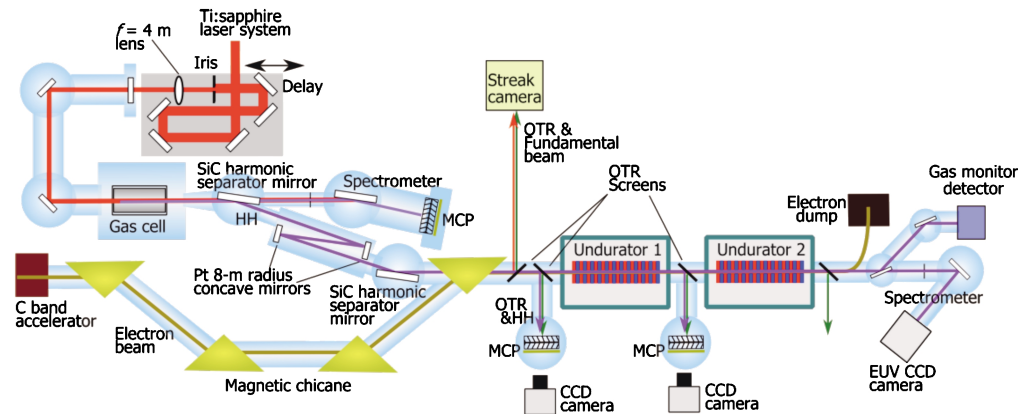 Ti:sapphire
laser system
f = 4 m
lens
Iris
Delay
Streak
camera
OTR &
Fundamental
beam
SiC harmonic
separator mirror
Spectrometer
OTR
Screens
Gas monitor
detector
Electron
dump
MCP
HH
Gas cell
Undurator 1
Undurator 2
Pt 8-m radius
concave mirrors
SiC harmonic
separator
mirror
C band
accelerator
Electron
beam
Magnetic chicane
OTR
&HH
MCP
MCP
Spectrometer
CCD
camera
CCD
camera
EUV CCD
camera